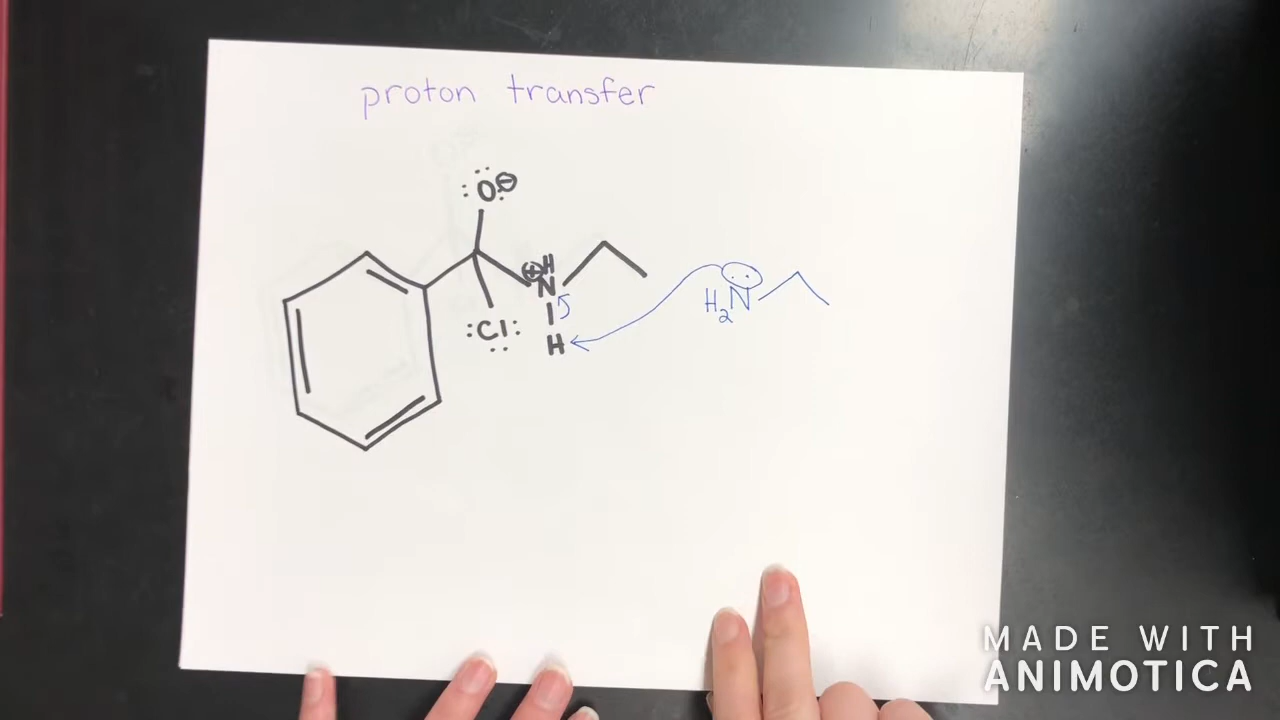 proton transfer
:Ö:⊖
⊕ H
N
H₂N
:Cl:
H
MADE WITH
ANIMOTICA